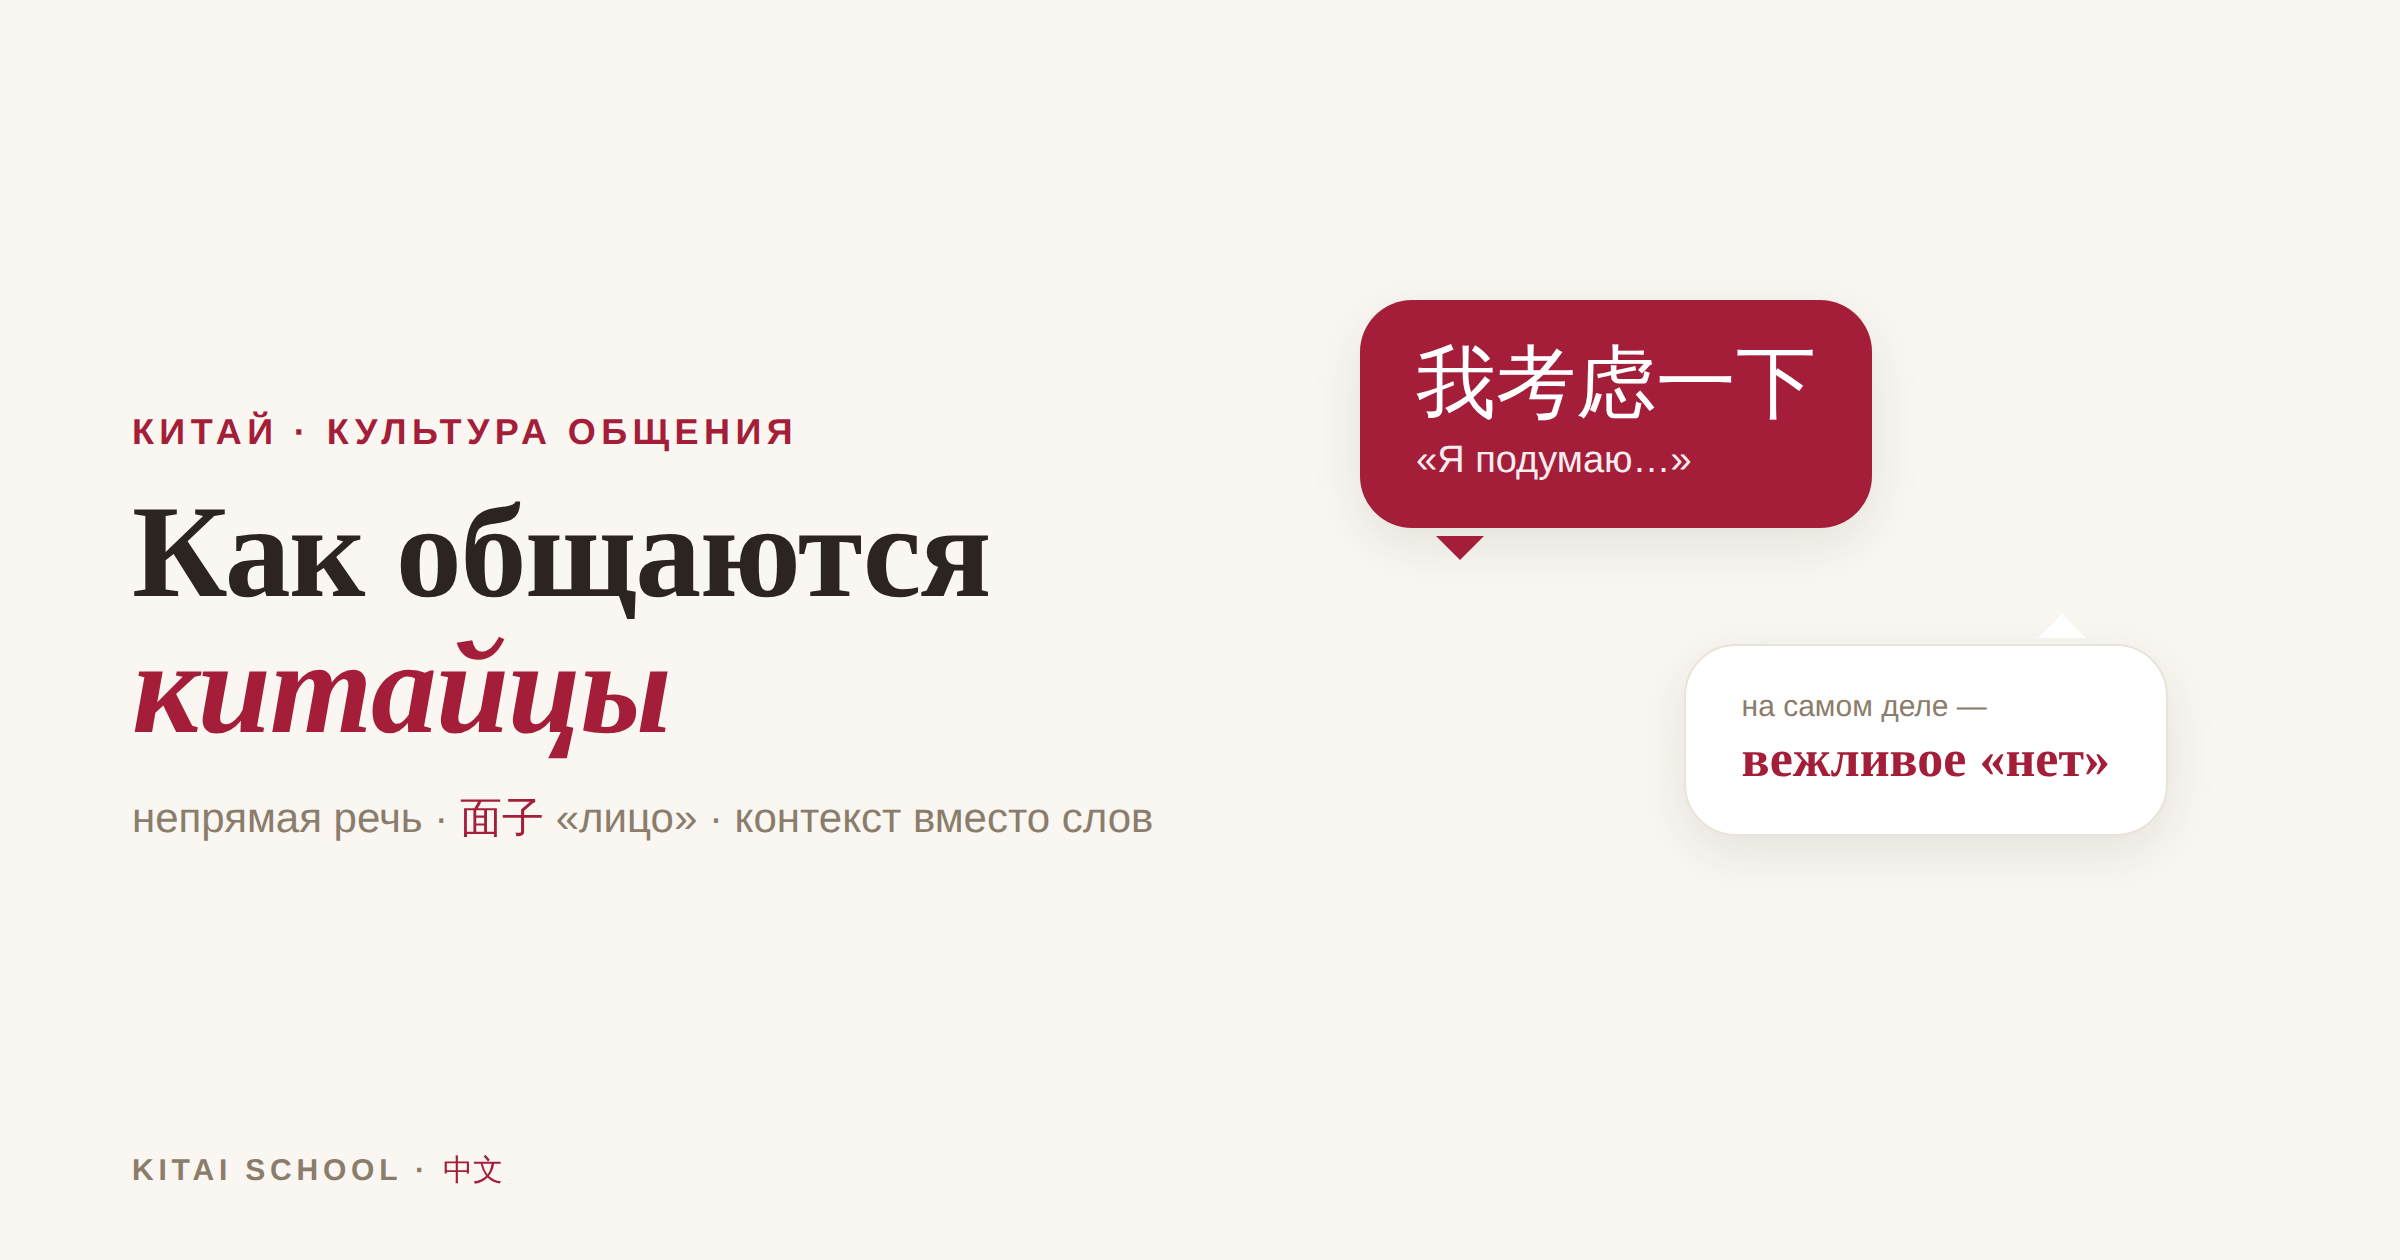 КИТАЙ · КУЛЬТУРА ОБЩЕНИЯ
Как общаются
китайцы
непрямая речь · 面子 «лицо» · контекст вместо слов
我考虑一下
«Я подумаю…»
на самом деле —
вежливое «нет»
KITAI SCHOOL · 中文